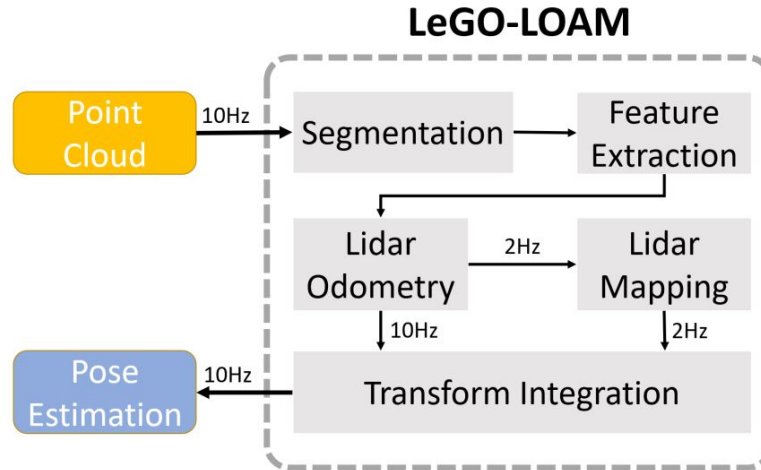 LeGO-LOAM
Point
Cloud
10Hz
Segmentation
Feature
Extraction
Lidar
Odometry
2Hz
Lidar
Mapping
10Hz
2Hz
Pose
Estimation
10Hz
Transform Integration